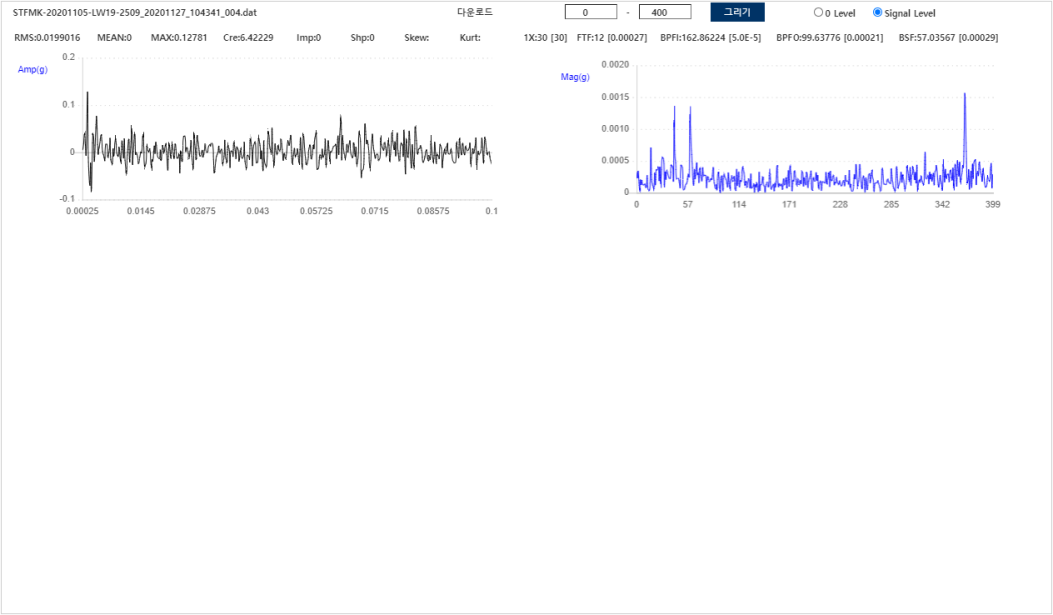 STFMK-20201105-LW19-2509_20201127_104341_004.dat 다운로드 0 - 400 그리기 0 Level Signal Level
RMS:0.0199016 MEAN:0 MAX:0.12781 Cre:6.42229 Imp:0 Shp:0 Skew: Kurt: 1X:30 [30] FTF:12 [0.00027] BPFI:162.86224 [5.0E-5] BPFO:99.63776 [0.00021] BSF:57.03567 [0.00029]
Amp(g)
0.2
0.1
0
-0.1
0.00025 0.0145 0.02875 0.043 0.05725 0.0715 0.08575 0.1
Mag(g)
0.0020
0.0015
0.0010
0.0005
0
0 57 114 171 228 285 342 399